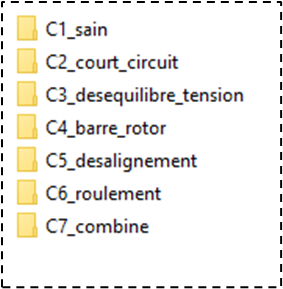 C1_sain
C2_court_circuit
C3_desequilibre_tension
C4_barre_rotor
C5_desalignement
C6_roulement
C7_combine